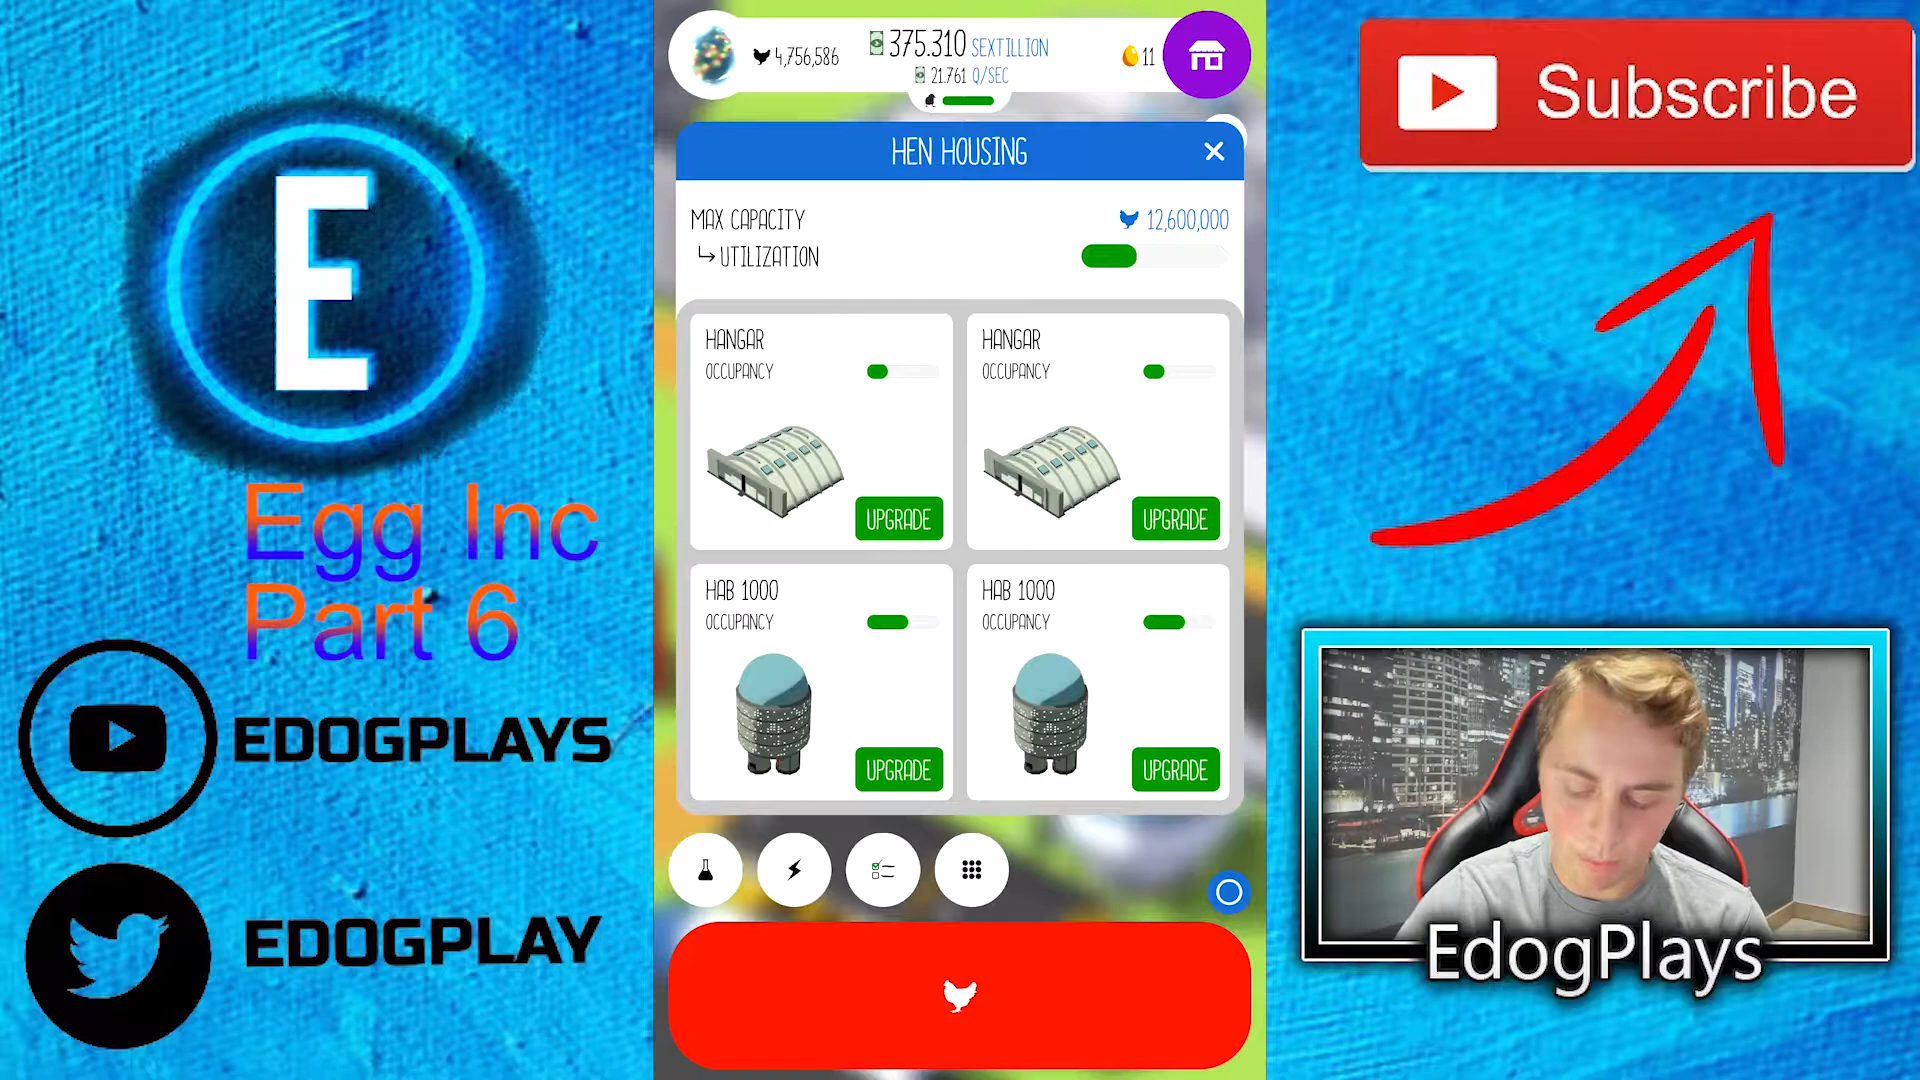 E
Egg Inc
Part 6
EDOGPLAYS
EDOGPLAY
4,756,586
375.310 SEXTILLION
21.761 Q/SEC
11
HEN HOUSING
MAX CAPACITY
12,600,000
UTILIZATION
HANGAR
OCCUPANCY
UPGRADE
HANGAR
OCCUPANCY
UPGRADE
HAB 1000
OCCUPANCY
UPGRADE
HAB 1000
OCCUPANCY
UPGRADE
Subscribe
EdogPlays